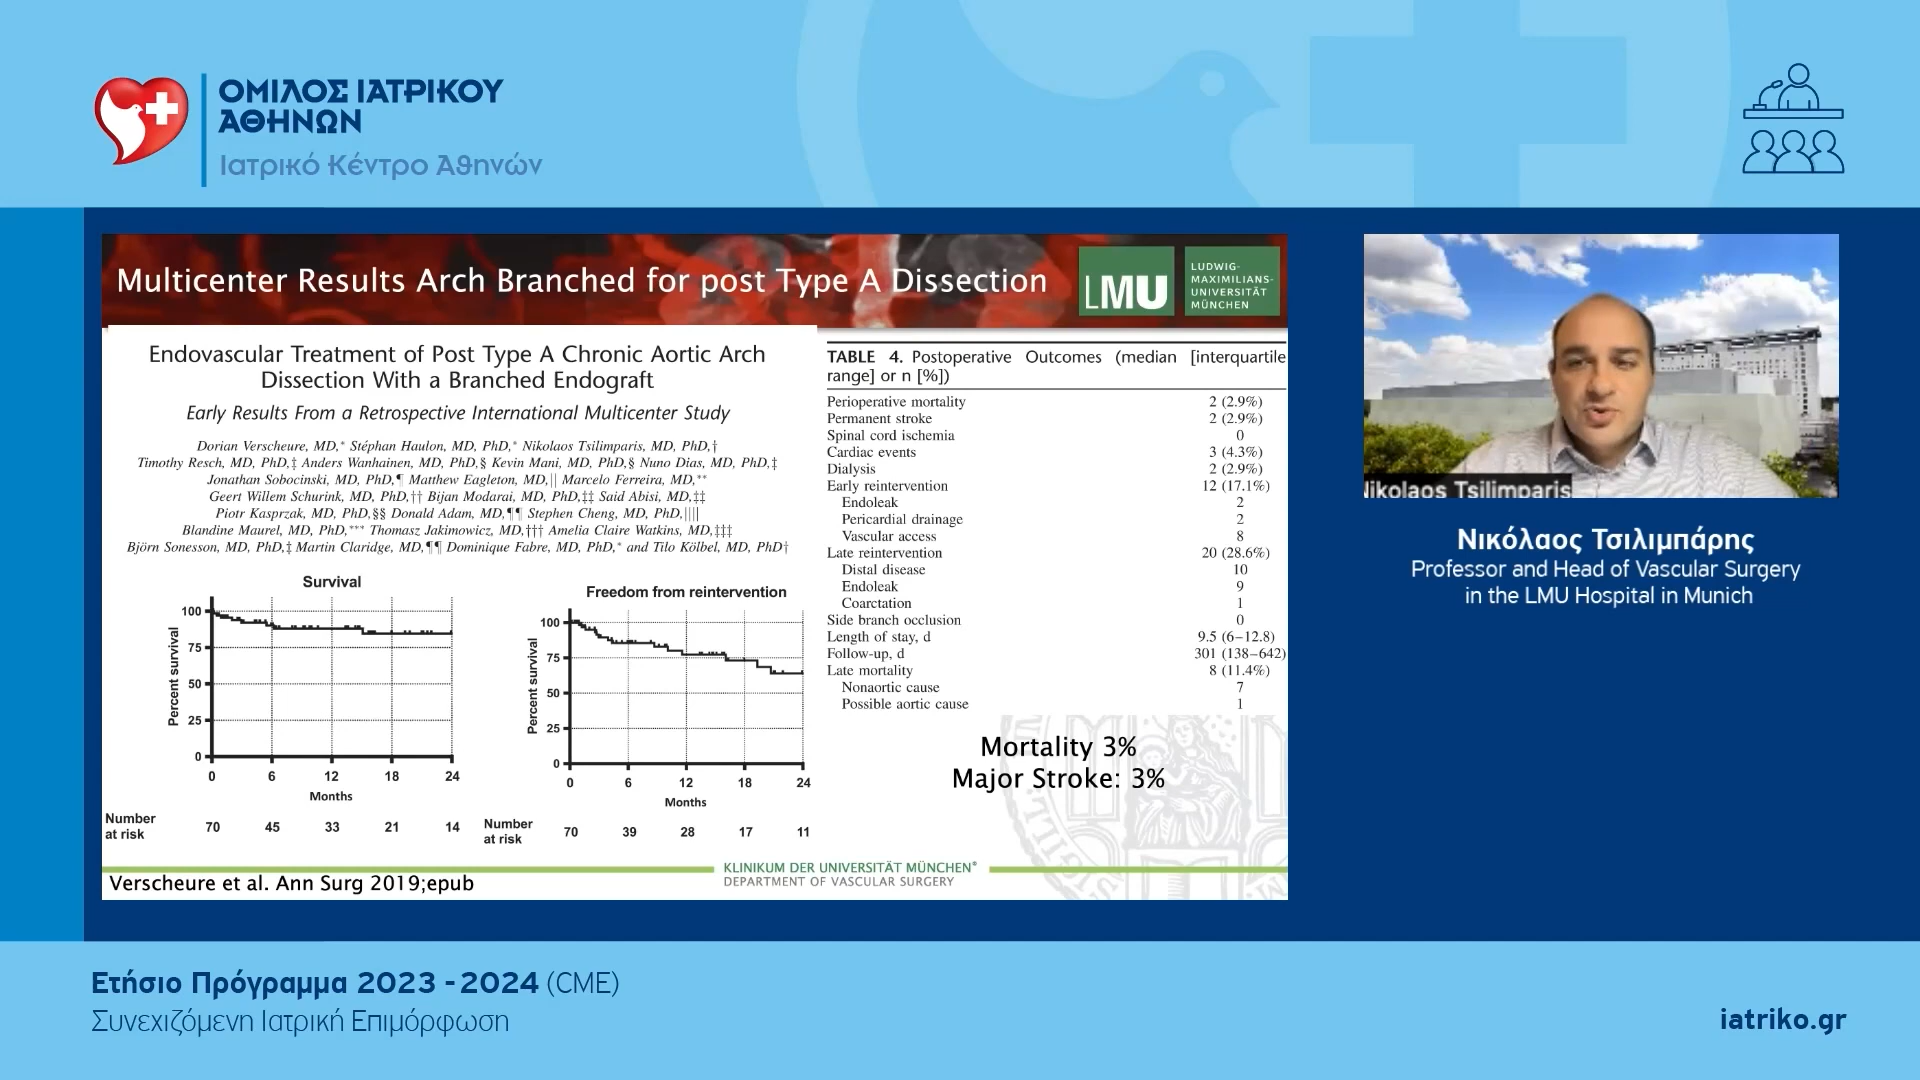 ΟΜΙΛΟΣ ΙΑΤΡΙΚΟΥ
ΑΘΗΝΩΝ
Ιατρικό Κέντρο Αθηνών
Multicenter Results Arch Branched for post Type A Dissection
LMU
LUDWIG-
MAXIMILIANS-
UNIVERSITÄT
MÜNCHEN
Endovascular Treatment of Post Type A Chronic Aortic Arch
Dissection With a Branched Endograft
Early Results From a Retrospective International Multicenter Study
Dorian Verscheure, MD,* Stéphan Haulon, MD, PhD,* Nikolaos Tsilimparis, MD, PhD,†
Timothy Resch, MD, PhD,‡ Anders Wanhainen, MD, PhD,§ Kevin Mani, MD, PhD,§ Nuno Dias, MD, PhD,‡
Jonathan Sobocinski, MD, PhD,¶ Matthew Eagleton, MD,|| Marcelo Ferreira, MD,**
Geert Willem Schurink, MD, PhD,†† Bijan Modarai, MD, PhD,‡‡ Said Abisi, MD,‡‡
Piotr Kasprzak, MD, PhD,§§ Donald Adam, MD,¶¶ Stephen Cheng, MD, PhD,||||
Blandine Maurel, MD, PhD,*** Thomasz Jakimowicz, MD,††† Amelia Claire Watkins, MD,‡‡‡
Björn Sonesson, MD, PhD,‡ Martin Claridge, MD,¶¶ Dominique Fabre, MD, PhD,* and Tilo Kölbel, MD, PhD†
Survival
Percent survival
100
75
50
25
0
0 6 12 18 24
Months
Number
at risk
70 45 33 21 14
Freedom from reintervention
Percent survival
100
75
50
25
0
0 6 12 18 24
Months
Number
at risk
70 39 28 17 11
TABLE 4. Postoperative Outcomes (median [interquartile
range] or n [%])
Perioperative mortality 2 (2.9%)
Permanent stroke 2 (2.9%)
Spinal cord ischemia 0
Cardiac events 3 (4.3%)
Dialysis 2 (2.9%)
Early reintervention 12 (17.1%)
Endoleak 2
Pericardial drainage 2
Vascular access 8
Late reintervention 20 (28.6%)
Distal disease 10
Endoleak 9
Coarctation 1
Side branch occlusion 0
Length of stay, d 9.5 (6–12.8)
Follow-up, d 301 (138–642)
Late mortality 8 (11.4%)
Nonaortic cause 7
Possible aortic cause 1
Mortality 3%
Major Stroke: 3%
KLINIKUM DER UNIVERSITÄT MÜNCHEN®
DEPARTMENT OF VASCULAR SURGERY
Verscheure et al. Ann Surg 2019;epub
Nikolaos Tsilimparis
Νικόλαος Τσιλιμπάρης
Professor and Head of Vascular Surgery
in the LMU Hospital in Munich
Ετήσιο Πρόγραμμα 2023 - 2024 (CME)
Συνεχιζόμενη Ιατρική Επιμόρφωση
iatriko.gr